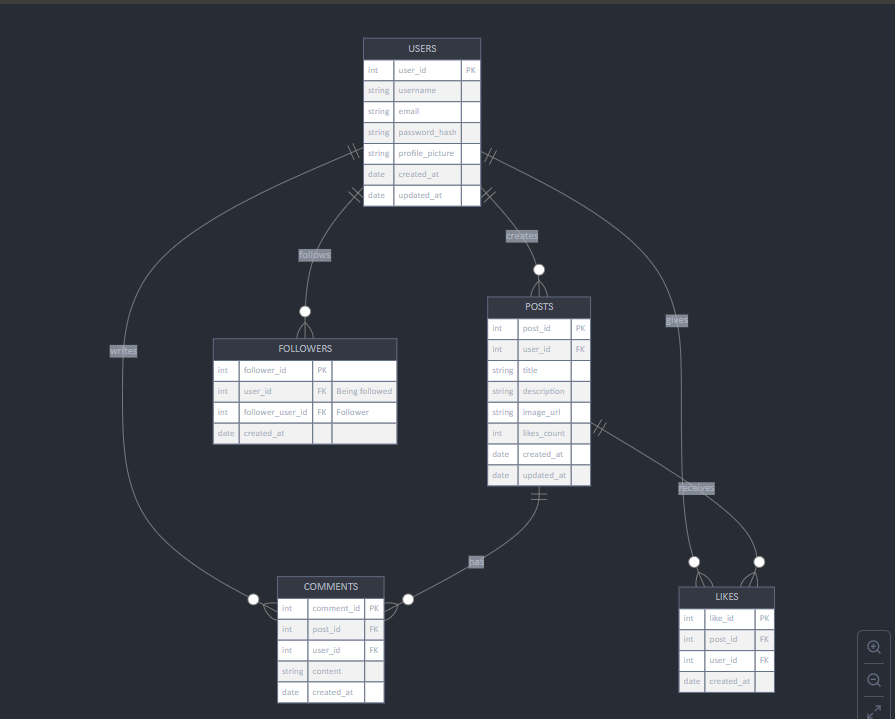 USERS
int user_id PK
string username
string email
string password_hash
string profile_picture
date created_at
date updated_at
follows
creates
writes
gives
FOLLOWERS
int follower_id PK
int user_id FK Being followed
int follower_user_id FK Follower
date created_at
POSTS
int post_id PK
int user_id FK
string title
string description
string image_url
int likes_count
date created_at
date updated_at
receives
has
COMMENTS
int comment_id PK
int post_id FK
int user_id FK
string content
date created_at
LIKES
int like_id PK
int post_id FK
int user_id FK
date created_at